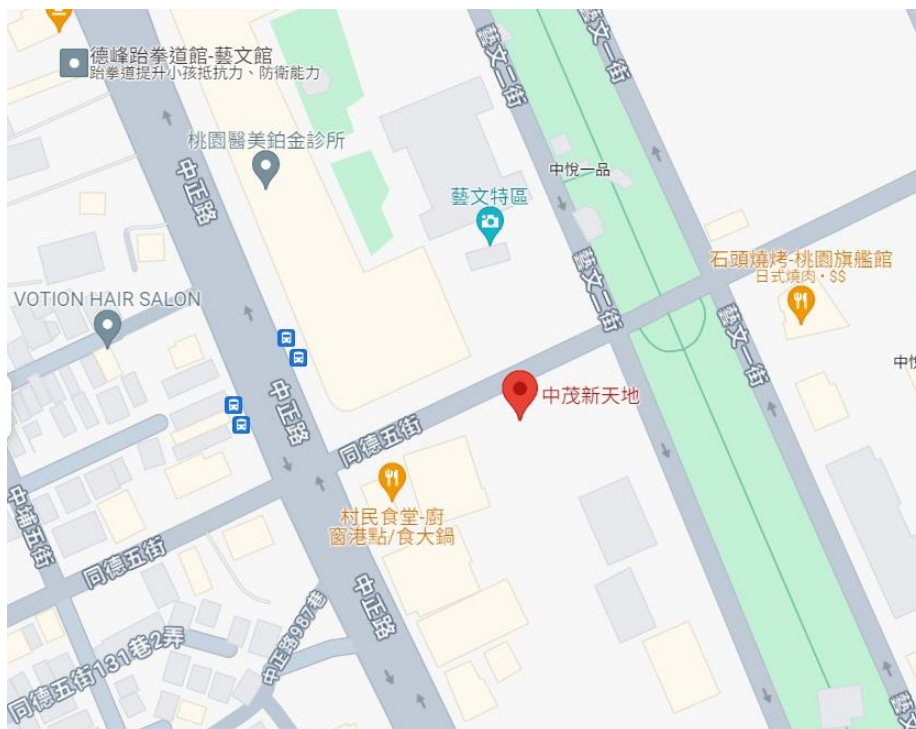 藝文二街
藝文一街
德峰跆拳道館-藝文館
跆拳道提升小孩抵抗力、防衛能力
桃園醫美鉑金診所
中正路
中悅一品
藝文特區
藝文二街
石頭燒烤-桃園旗艦館
日式燒肉・$$
VOTION HAIR SALON
藝文一街
中悅
中茂新天地
中正路
同德五街
村民食堂-廚
窗港點/食大鍋
中埔五街
同德五街
中正路
中正路987巷
同德五街131巷2弄
藝文